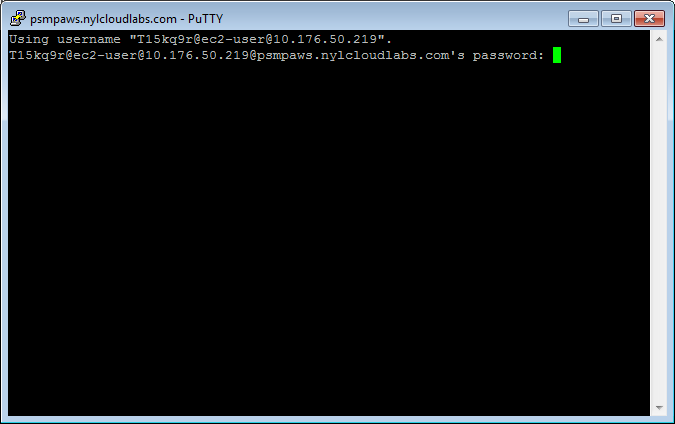 psmpaws.nylcloudlabs.com - PuTTY
Using username "T15kq9r@ec2-user@10.176.50.219".
T15kq9r@ec2-user@10.176.50.219@psmpaws.nylcloudlabs.com's password: